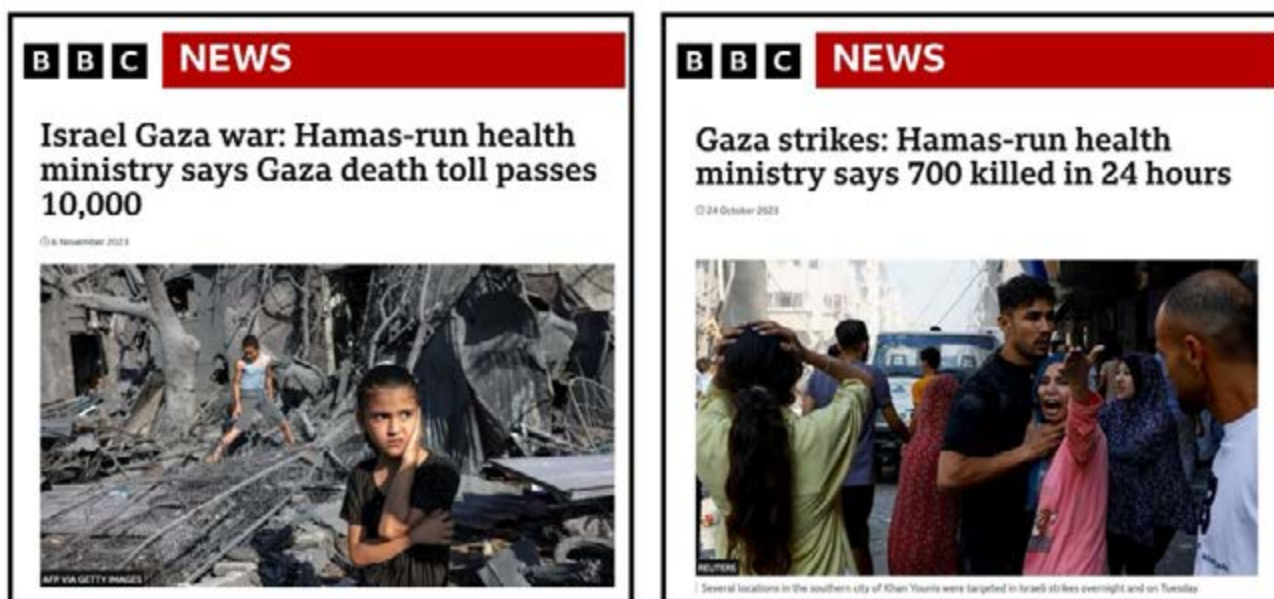 BBC NEWS
Israel Gaza war: Hamas-run health
ministry says Gaza death toll passes
10,000
6 November 2023
AFP VIA GETTY IMAGES
BBC NEWS
Gaza strikes: Hamas-run health
ministry says 700 killed in 24 hours
24 October 2023
REUTERS
Several locations in the southern city of Khan Younis were targeted in Israeli strikes overnight and on Tuesday